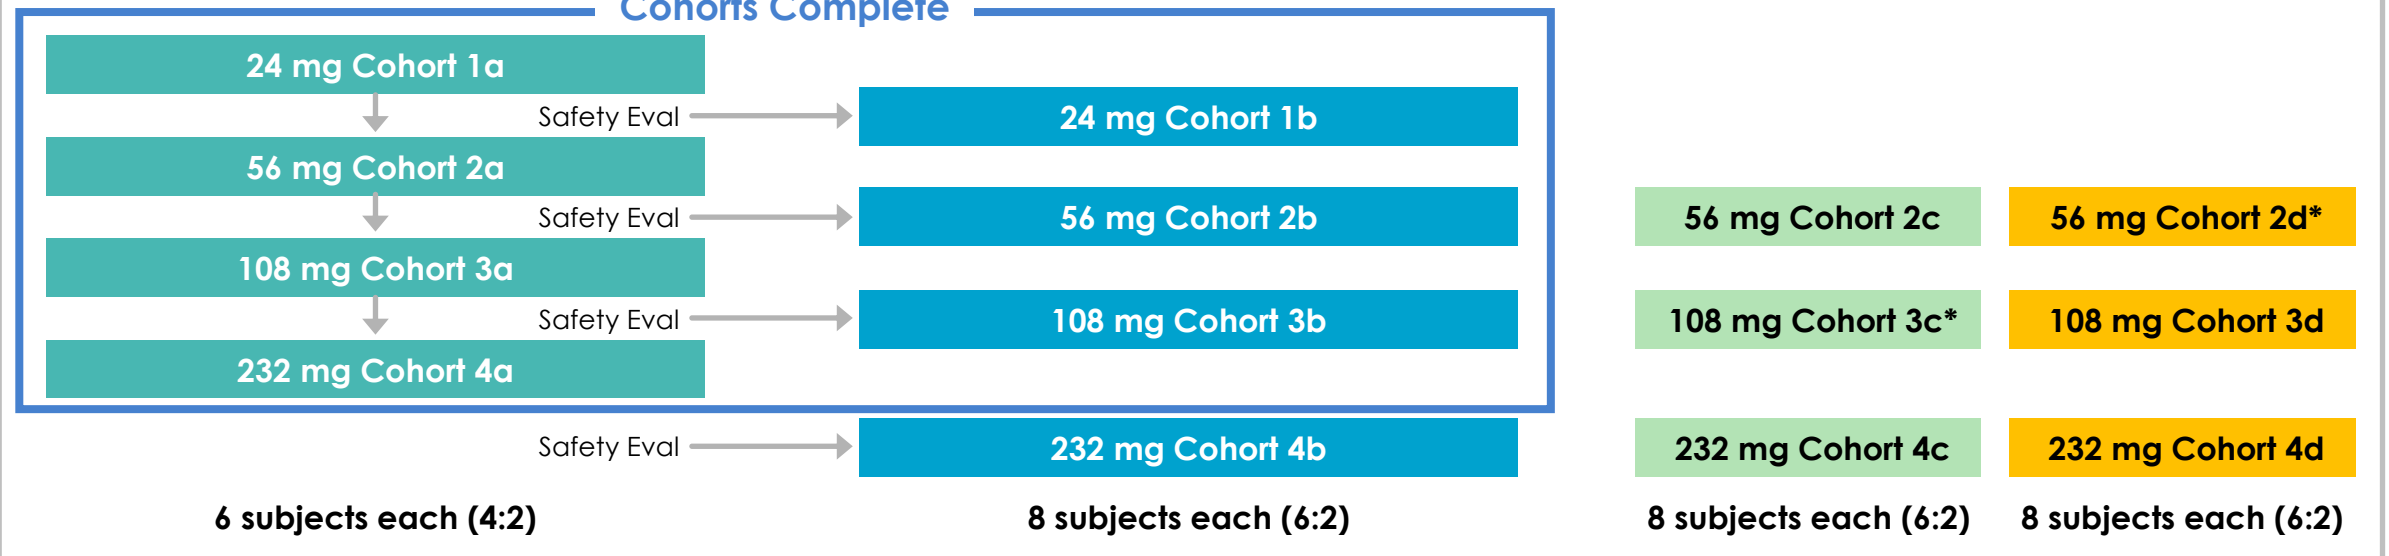 Cohorts Complete
24 mg Cohort 1a
Safety Eval
24 mg Cohort 1b
56 mg Cohort 2a
Safety Eval
56 mg Cohort 2b
56 mg Cohort 2c
56 mg Cohort 2d*
108 mg Cohort 3a
Safety Eval
108 mg Cohort 3b
108 mg Cohort 3c*
108 mg Cohort 3d
232 mg Cohort 4a
Safety Eval
232 mg Cohort 4b
232 mg Cohort 4c
232 mg Cohort 4d
6 subjects each (4:2)
8 subjects each (6:2)
8 subjects each (6:2)
8 subjects each (6:2)